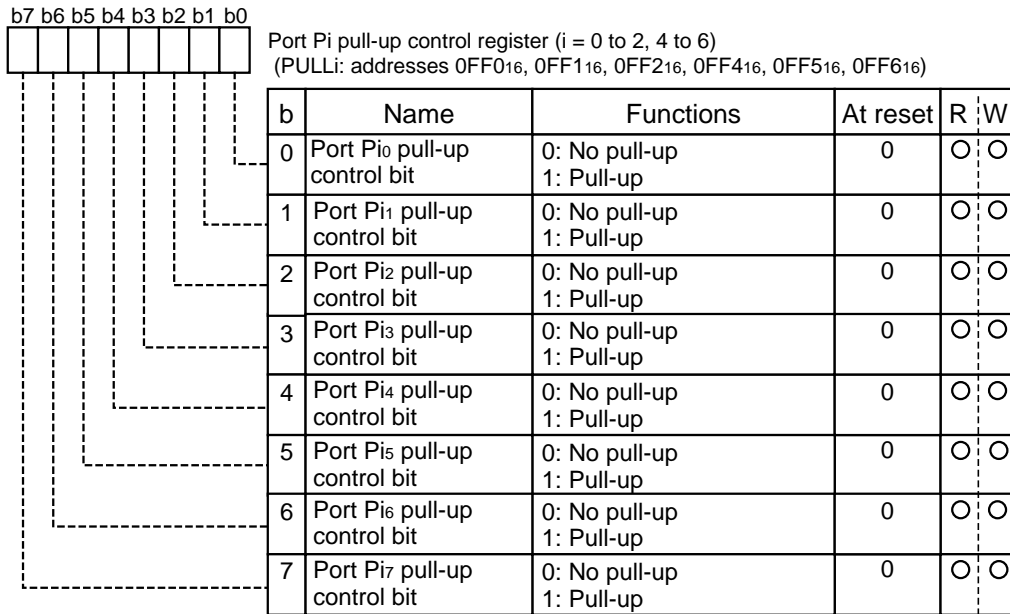 b7 b6 b5 b4 b3 b2 b1 b0
Port Pi pull-up control register (i = 0 to 2, 4 to 6)
(PULLi: addresses 0FF016, 0FF116, 0FF216, 0FF416, 0FF516, 0FF616)
b Name Functions At reset R W
0 Port Pi0 pull-up 0: No pull-up 0 O O
control bit 1: Pull-up
1 Port Pi1 pull-up 0: No pull-up 0 O O
control bit 1: Pull-up
2 Port Pi2 pull-up 0: No pull-up 0 O O
control bit 1: Pull-up
3 Port Pi3 pull-up 0: No pull-up 0 O O
control bit 1: Pull-up
4 Port Pi4 pull-up 0: No pull-up 0 O O
control bit 1: Pull-up
5 Port Pi5 pull-up 0: No pull-up 0 O O
control bit 1: Pull-up
6 Port Pi6 pull-up 0: No pull-up 0 O O
control bit 1: Pull-up
7 Port Pi7 pull-up 0: No pull-up 0 O O
control bit 1: Pull-up